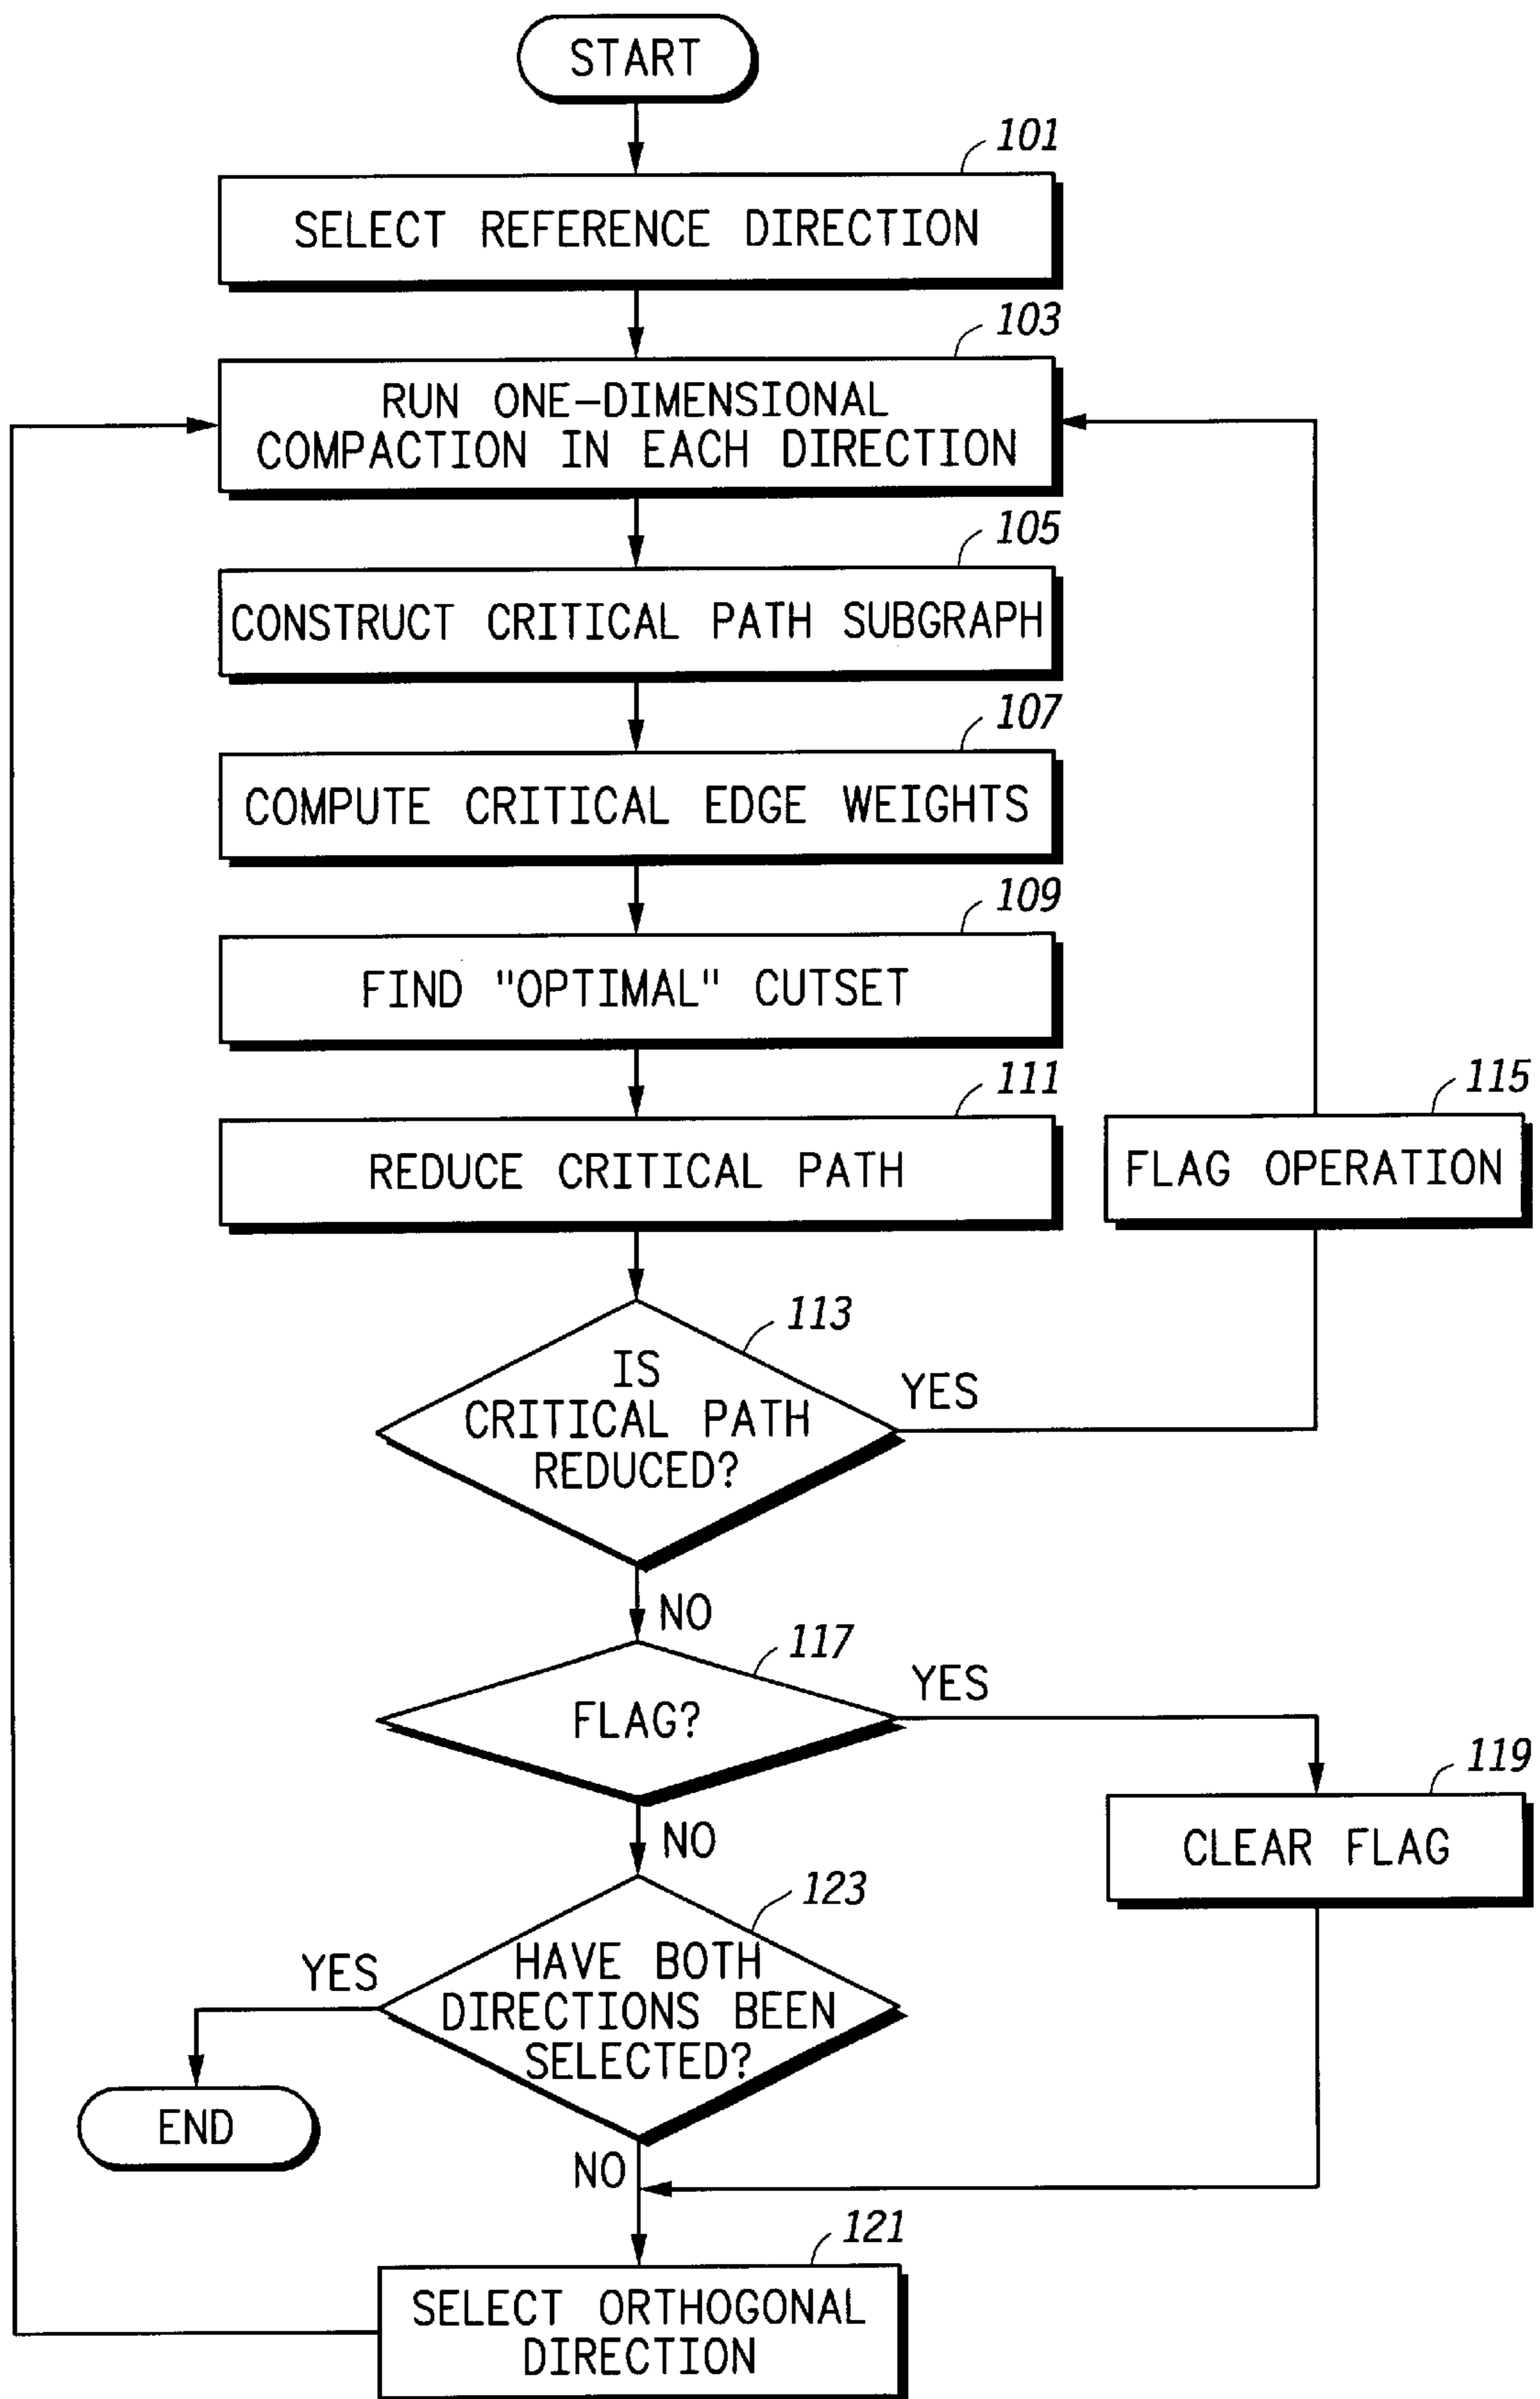 START
101
SELECT REFERENCE DIRECTION
103
RUN ONE-DIMENSIONAL
COMPACTION IN EACH DIRECTION
105
CONSTRUCT CRITICAL PATH SUBGRAPH
107
COMPUTE CRITICAL EDGE WEIGHTS
109
FIND "OPTIMAL" CUTSET
111
REDUCE CRITICAL PATH
115
FLAG OPERATION
113
IS
CRITICAL PATH
REDUCED?
YES
NO
117
FLAG?
YES
NO
119
CLEAR FLAG
123
HAVE BOTH
DIRECTIONS BEEN
SELECTED?
YES
END
NO
121
SELECT ORTHOGONAL
DIRECTION